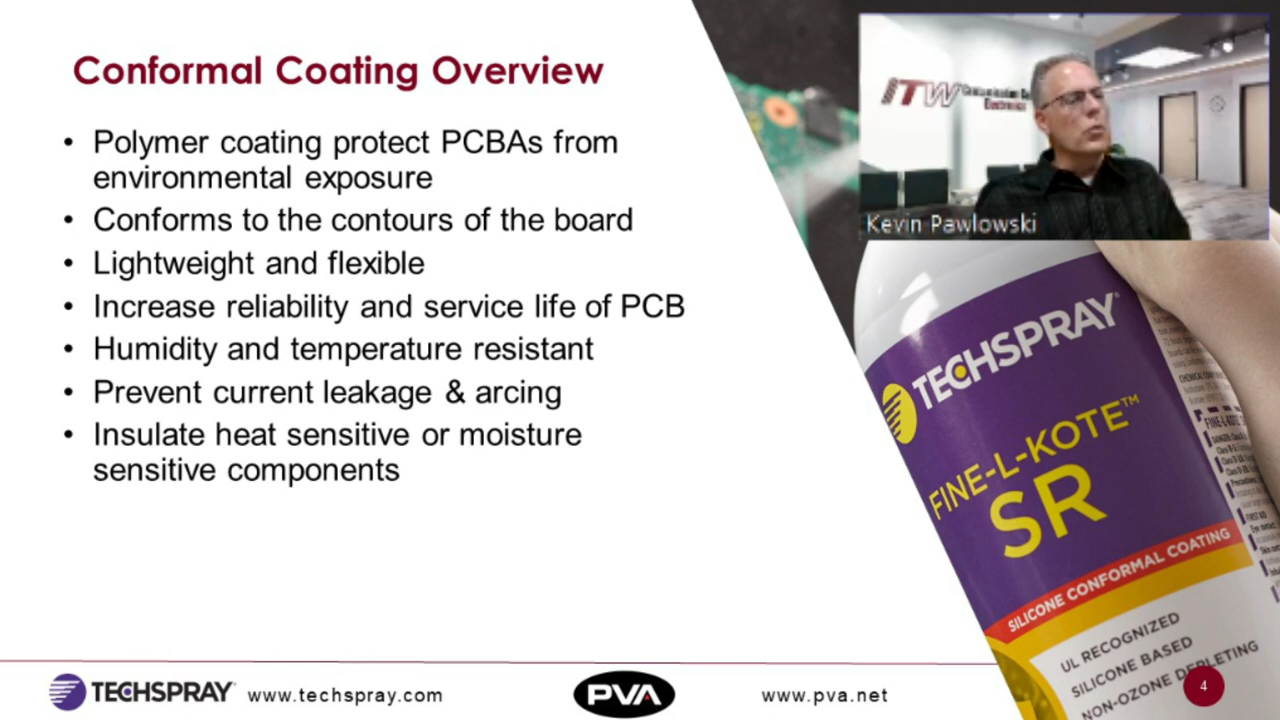 Conformal Coating Overview
• Polymer coating protect PCBAs from
environmental exposure
• Conforms to the contours of the board
• Lightweight and flexible
• Increase reliability and service life of PCB
• Humidity and temperature resistant
• Prevent current leakage & arcing
• Insulate heat sensitive or moisture
sensitive components
ITW
Electronics
Kevin Pawlowski
TECHSPRAY
FINE-L-KOTE™
SR
SILICONE CONFORMAL COATING
UL RECOGNIZED
SILICONE BASED
NON-OZONE DEPLETING
TECHSPRAY
www.techspray.com
PVA
www.pva.net
4